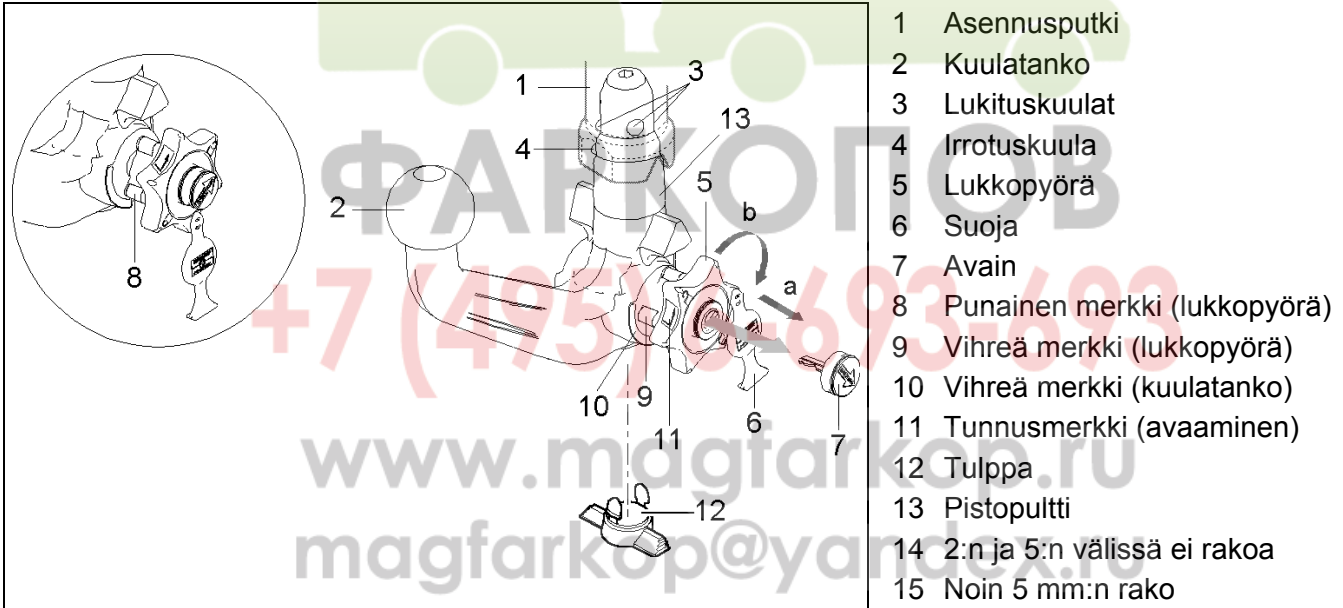 1 Asennusputki
2 Kuulatanko
3 Lukituskuulat
4 Irrotuskuula
5 Lukkopyörä
6 Suoja
7 Avain
8 Punainen merkki (lukkopyörä)
9 Vihreä merkki (lukkopyörä)
10 Vihreä merkki (kuulatanko)
11 Tunnusmerkki (avaaminen)
12 Tulppa
13 Pistopultti
14 2:n ja 5:n välissä ei rakoa
15 Noin 5 mm:n rako
1
3
13
4
5
2
b
a
8
10
9
11
6
7
12
ФАРКОПОВ
+7 (495) -693-693
www.magfarkop.ru
magfarkop@yandex.ru